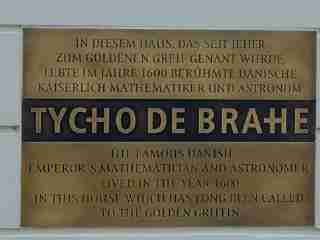 IN DIESEM HAUS, DAS SEIT JEHER
ZUM GOLDENEN GREIF GENANT WURDE
LEBTE IM JAHRE 1600 BERÜHMTE DÄNISCHE
KAISERLICH MATHEMATIKER UND ASTRONOM
TYCHO DE BRAHE
THE FAMOUS DANISH
EMPEROR'S MATHEMATICIAN AND ASTRONOMER
LIVED IN THE YEAR 1600
IN THIS HOUSE WHICH HAS LONG BEEN CALLED
TO THE GOLDEN GRIFFIN